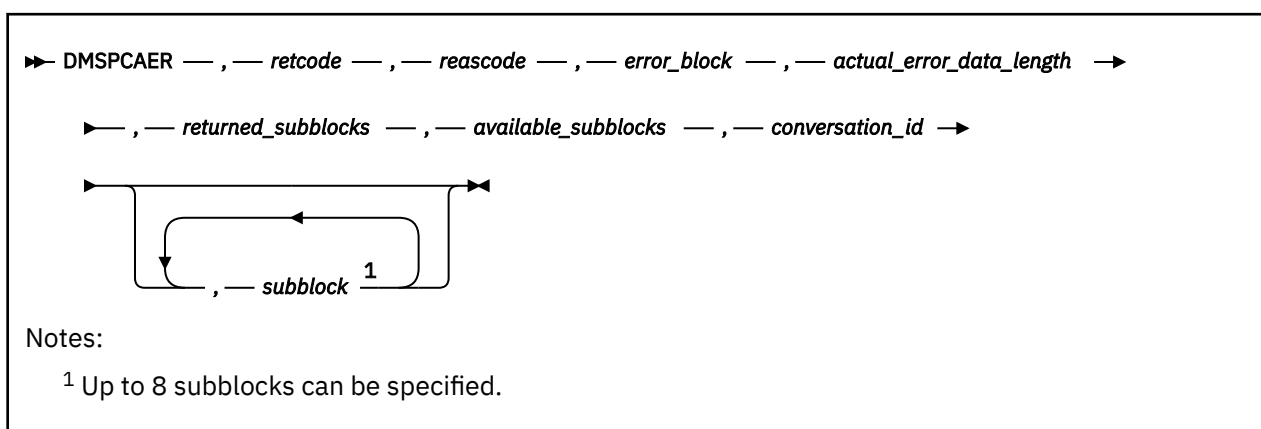 DMSPCAER , retcode , reascode , error_block , actual_error_data_length
, returned_subblocks , available_subblocks , conversation_id
, subblock 1
Notes:
1 Up to 8 subblocks can be specified.